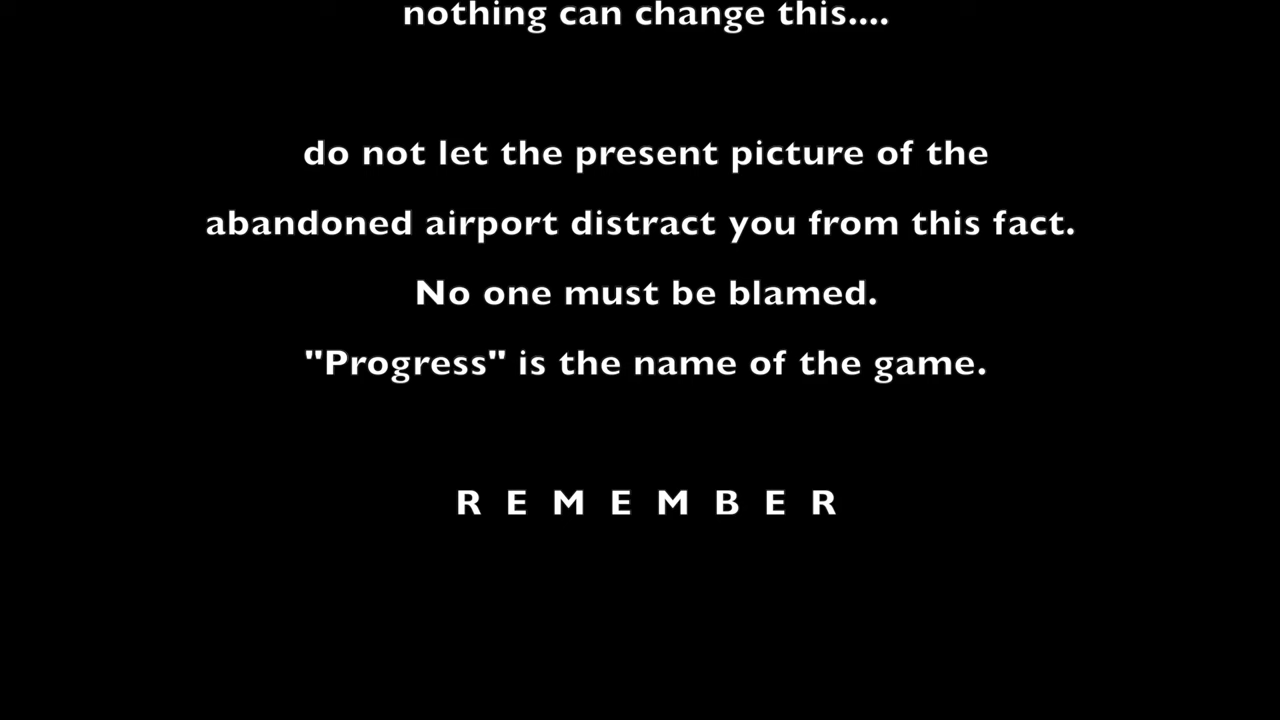 nothing can change this....
do not let the present picture of the
abandoned airport distract you from this fact.
No one must be blamed.
"Progress" is the name of the game.
R E M E M B E R